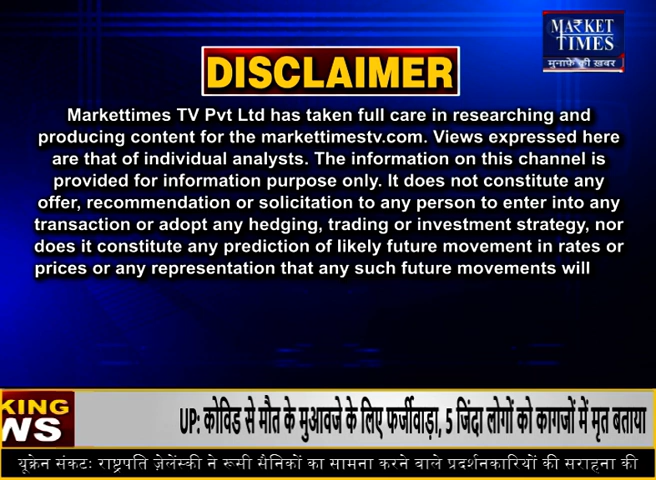 MARKET
TIMES
मुनाफे की ख़बर
DISCLAIMER
Markettimes TV Pvt Ltd has taken full care in researching and
producing content for the markettimestv.com. Views expressed here
are that of individual analysts. The information on this channel is
provided for information purpose only. It does not constitute any
offer, recommendation or solicitation to any person to enter into any
transaction or adopt any hedging, trading or investment strategy, nor
does it constitute any prediction of likely future movement in rates or
prices or any representation that any such future movements will
KING
WS
UP: कोविड से मौत के मुआवजे के लिए फर्जीवाड़ा, 5 जिंदा लोगों को कागजों में मृत बताया
यूक्रेन संकट: राष्ट्रपति ज़ेलेंस्की ने रूसी सैनिकों का सामना करने वाले प्रदर्शनकारियों की सराहना की